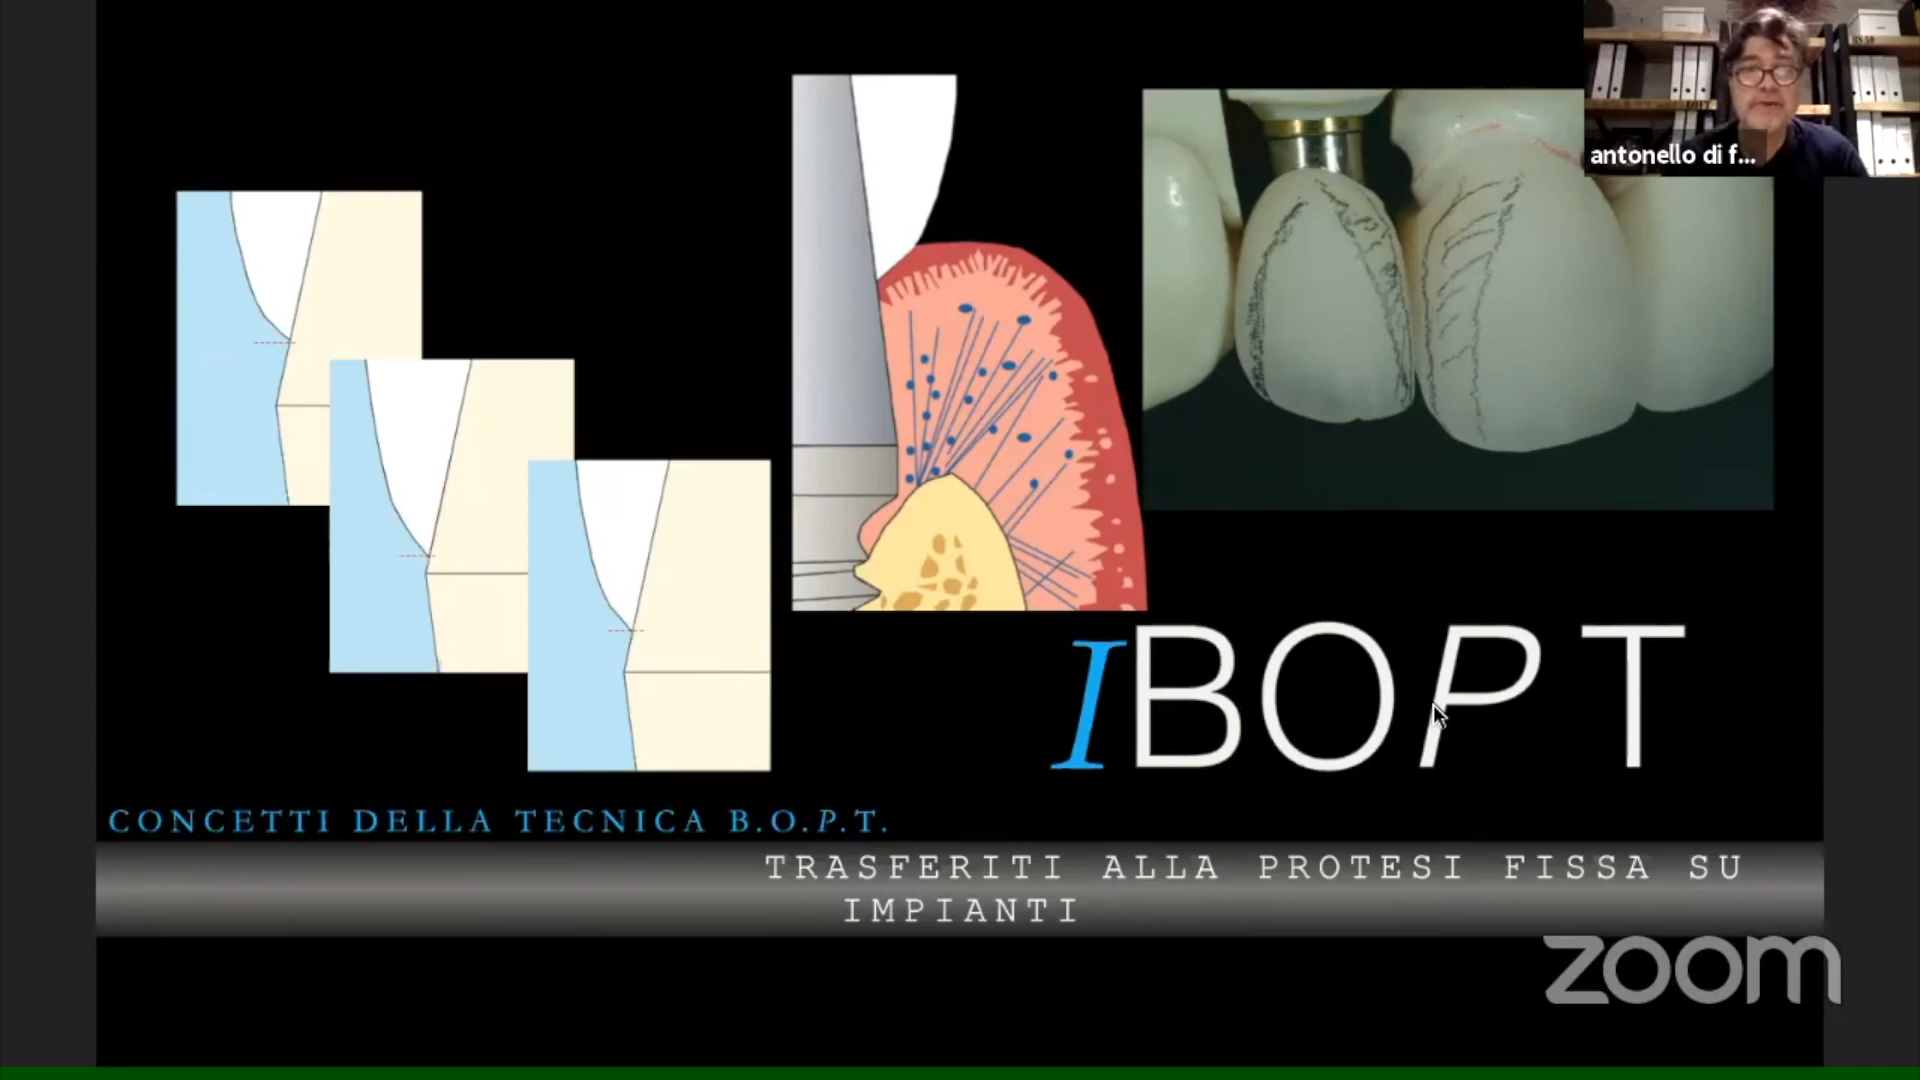 antonello di f...
IBOPT
CONCETTI DELLA TECNICA B.O.P.T.
TRASFERITI ALLA PROTESI FISSA SU
IMPIANTI
zoom